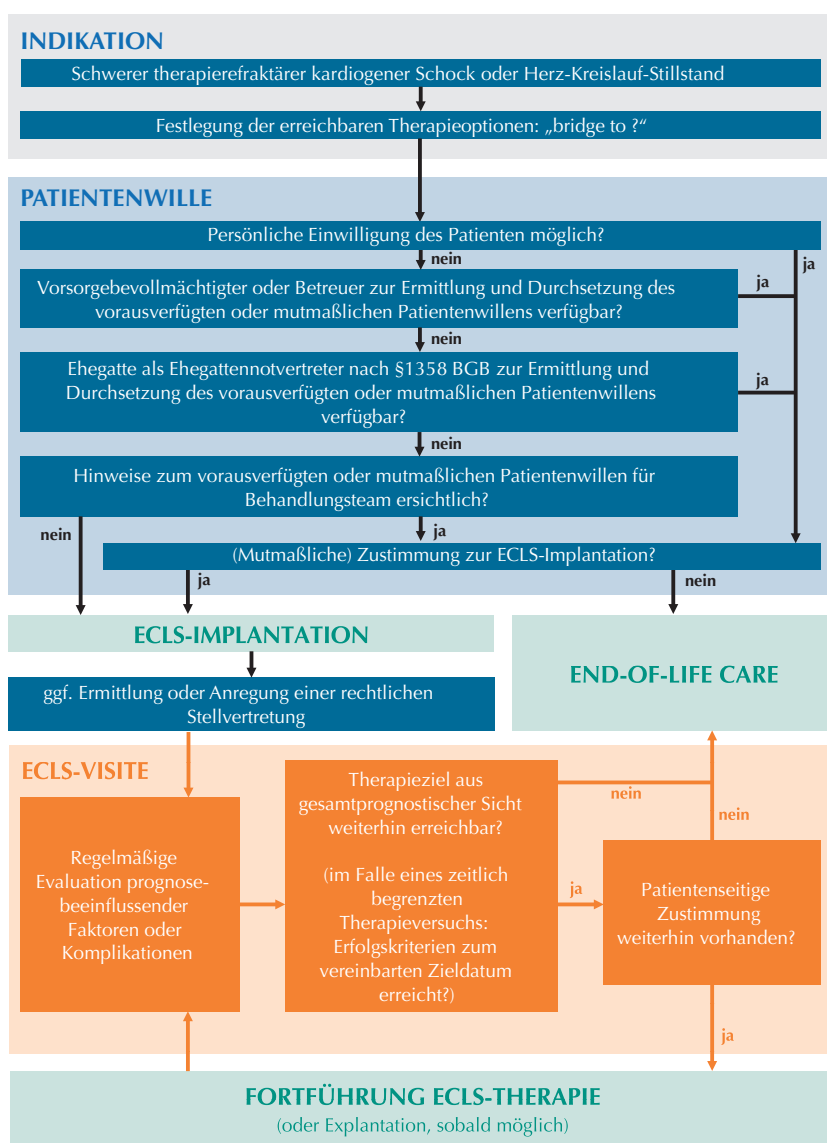 INDIKATION
Schwerer therapierefraktärer kardiogener Schock oder Herz-Kreislauf-Stillstand
Festlegung der erreichbaren Therapieoptionen: „bridge to ?“
PATIENTENWILLE
Persönliche Einwilligung des Patienten möglich?
nein
ja
Vorsorgebevollmächtigter oder Betreuer zur Ermittlung und Durchsetzung des
vorausverfügten oder mutmaßlichen Patientenwillens verfügbar?
ja
nein
Ehegatte als Ehegattennotvertreter nach §1358 BGB zur Ermittlung und
Durchsetzung des vorausverfügten oder mutmaßlichen Patientenwillens
verfügbar?
ja
nein
Hinweise zum vorausverfügten oder mutmaßlichen Patientenwillen für
Behandlungsteam ersichtlich?
nein
ja
(Mutmaßliche) Zustimmung zur ECLS-Implantation?
ja
nein
ECLS-IMPLANTATION
END-OF-LIFE CARE
ggf. Ermittlung oder Anregung einer rechtlichen
Stellvertretung
ECLS-VISITE
Regelmäßige
Evaluation prognose-
beeinflussender
Faktoren oder
Komplikationen
Therapieziel aus
gesamtprognostischer Sicht
weiterhin erreichbar?
(im Falle eines zeitlich
begrenzten
Therapieversuchs:
Erfolgskriterien zum
vereinbarten Zieldatum
erreicht?)
nein
ja
nein
Patientenseitige
Zustimmung
weiterhin vorhanden?
ja
FORTFÜHRUNG ECLS-THERAPIE
(oder Explantation, sobald möglich)